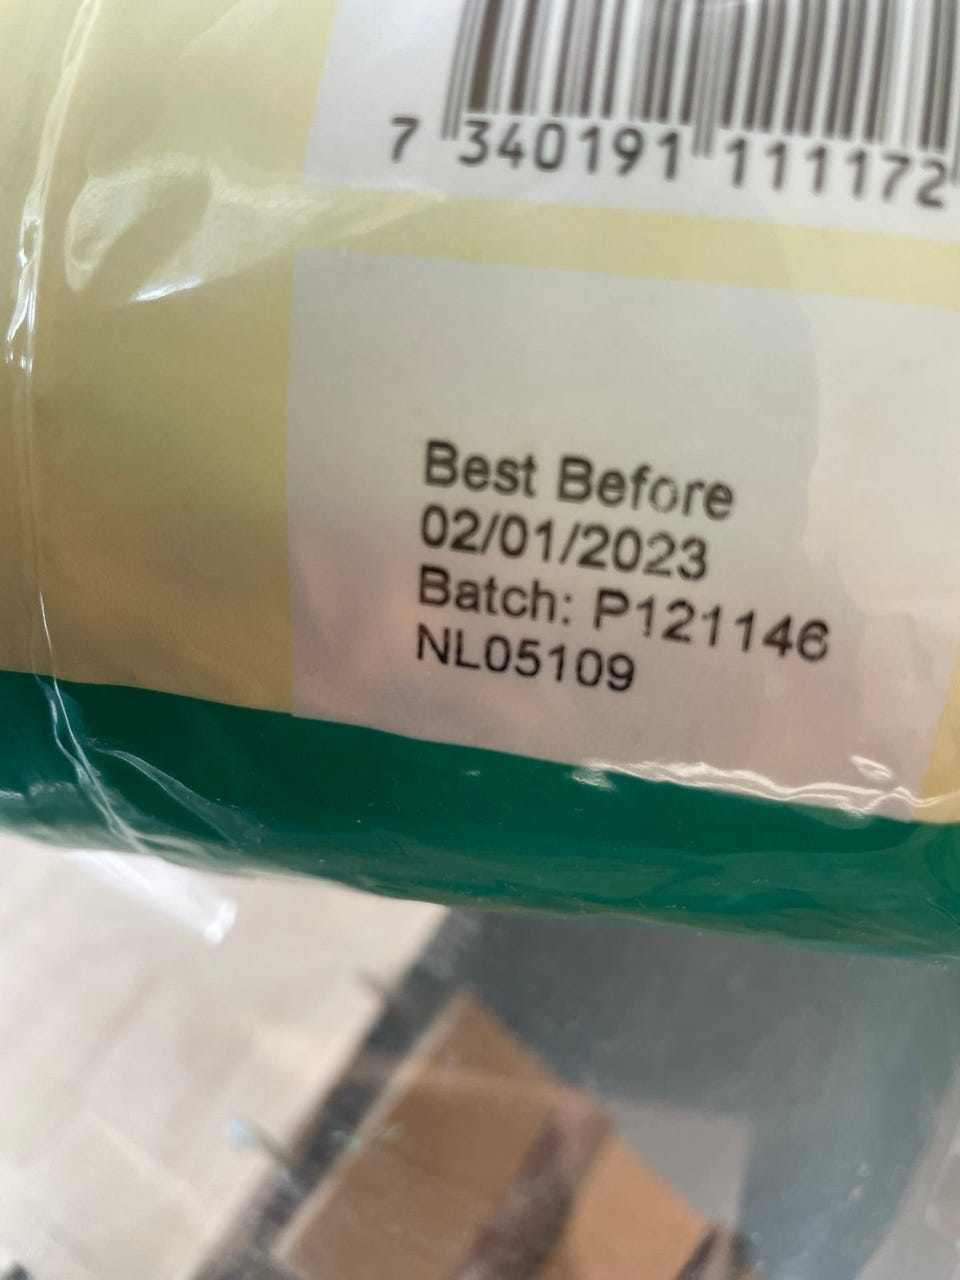 7 340191 111172
Best Before
02/01/2023
Batch: P121146
NL05109